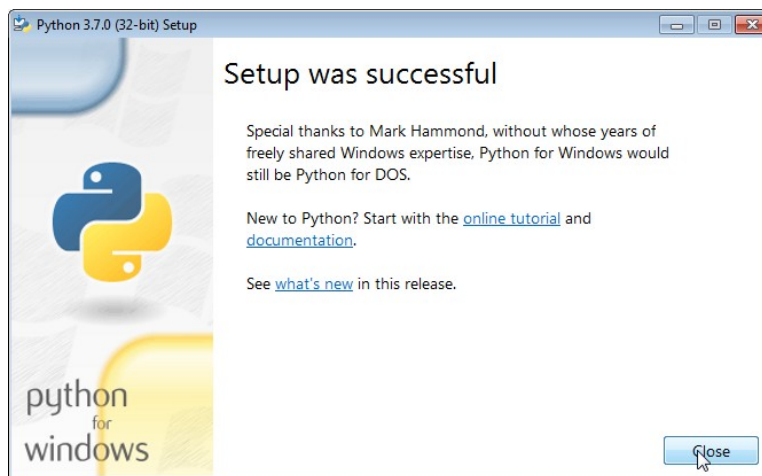 Python 3.7.0 (32-bit) Setup
Setup was successful
Special thanks to Mark Hammond, without whose years of
freely shared Windows expertise, Python for Windows would
still be Python for DOS.
New to Python? Start with the online tutorial and
documentation.
See what's new in this release.
python
for
windows
Close